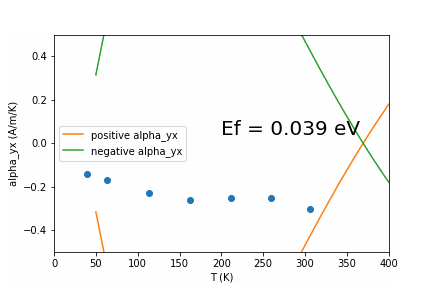 0.4
0.2
Ef = 0.039 eV
0.0
positive alpha_yx
negative alpha_yx
−0.2
−0.4
alpha_yx (A/m/K)
0 50 100 150 200 250 300 350 400
T (K)